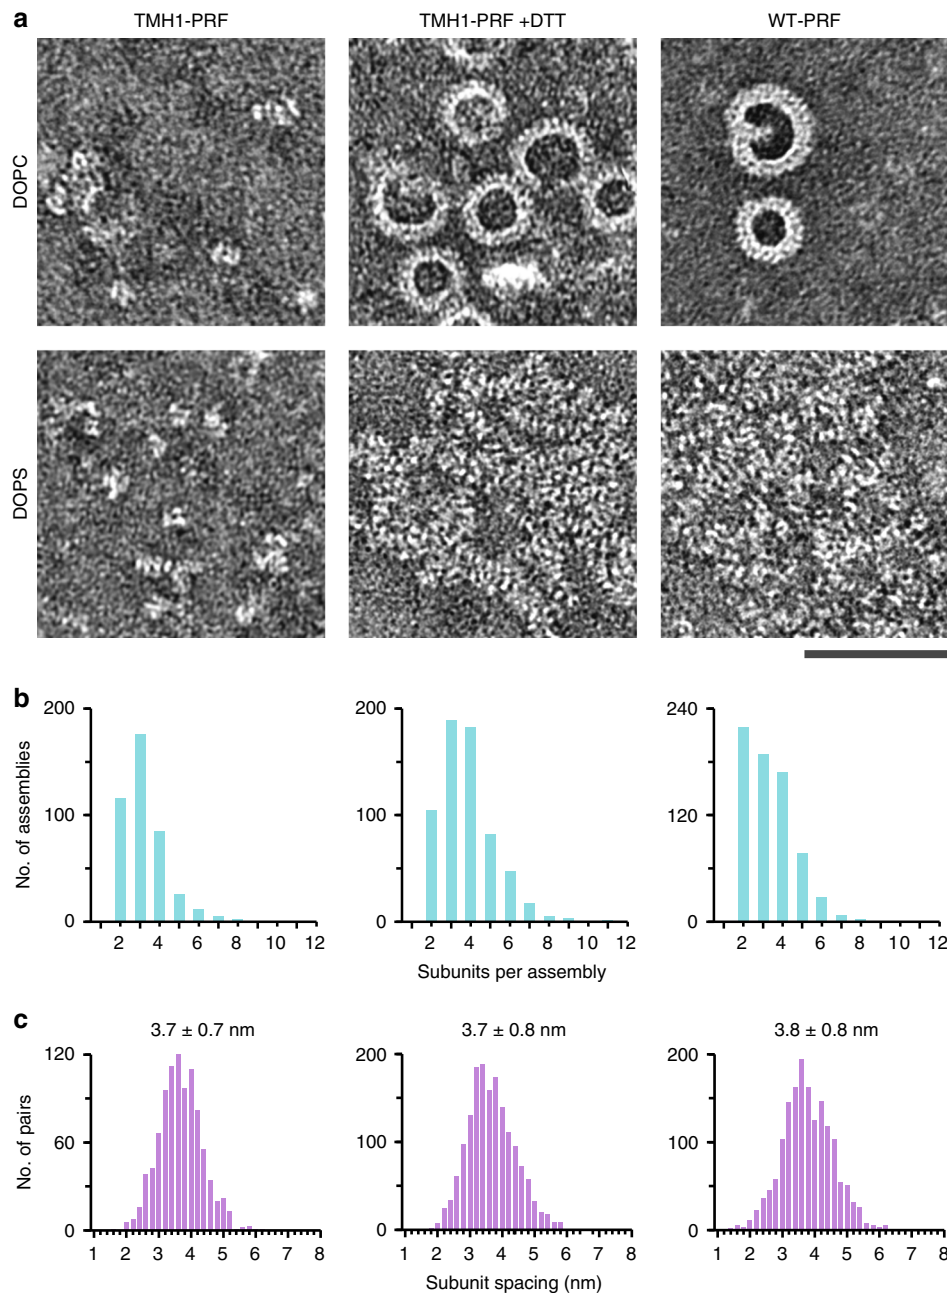 a
TMH1-PRF
TMH1-PRF +DTT
WT-PRF
DOPC
DOPS
b
No. of assemblies
200
100
0
2 4 6 8 10 12
200
100
0
2 4 6 8 10 12
240
120
0
2 4 6 8 10 12
Subunits per assembly
c
No. of pairs
3.7 ± 0.7 nm
120
60
0
1 2 3 4 5 6 7 8
3.7 ± 0.8 nm
200
100
0
1 2 3 4 5 6 7 8
3.8 ± 0.8 nm
200
100
0
1 2 3 4 5 6 7 8
Subunit spacing (nm)